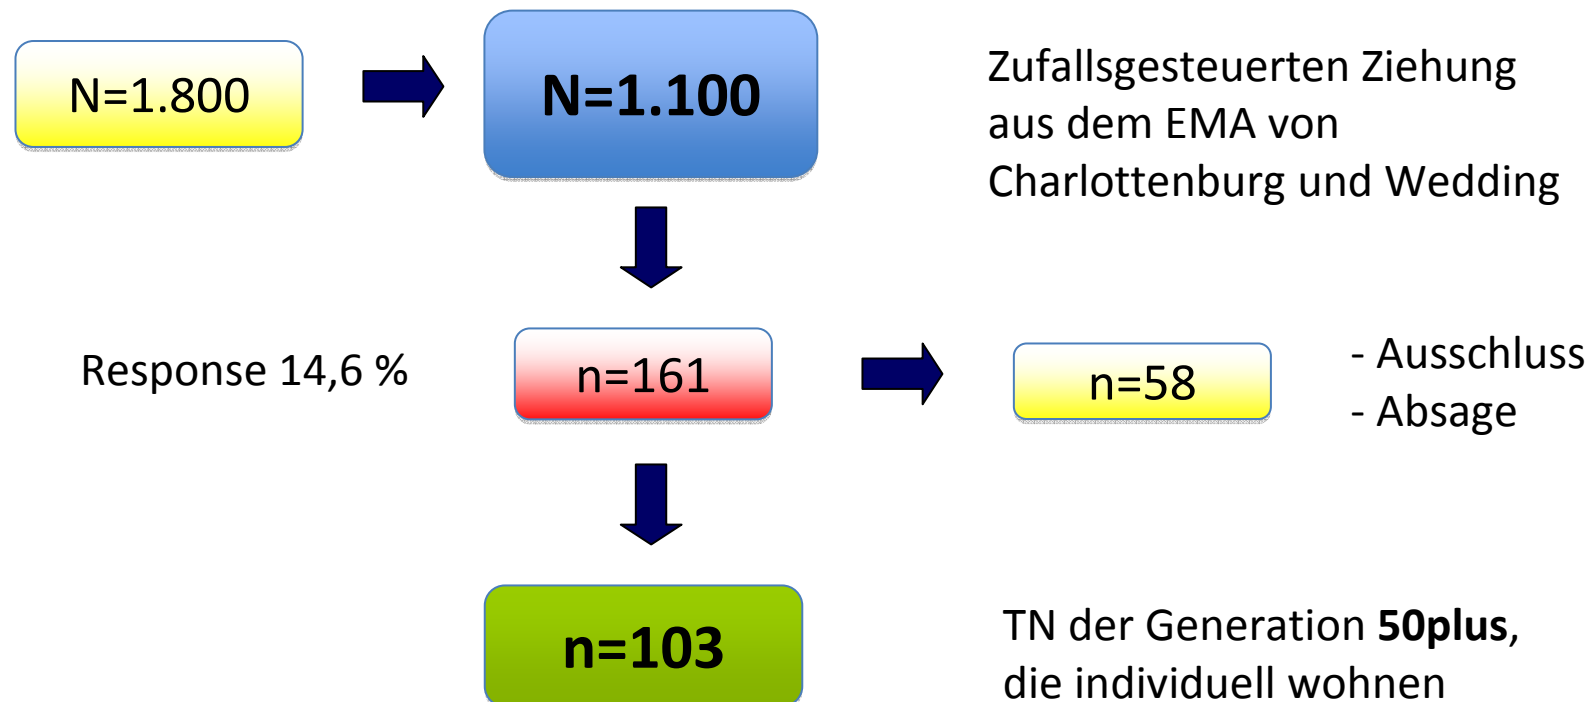 N=1.800
N=1.100
Zufallsgesteuerten Ziehung
aus dem EMA von
Charlottenburg und Wedding
Response 14,6 %
n=161
n=58
- Ausschluss
- Absage
n=103
TN der Generation 50plus,
die individuell wohnen